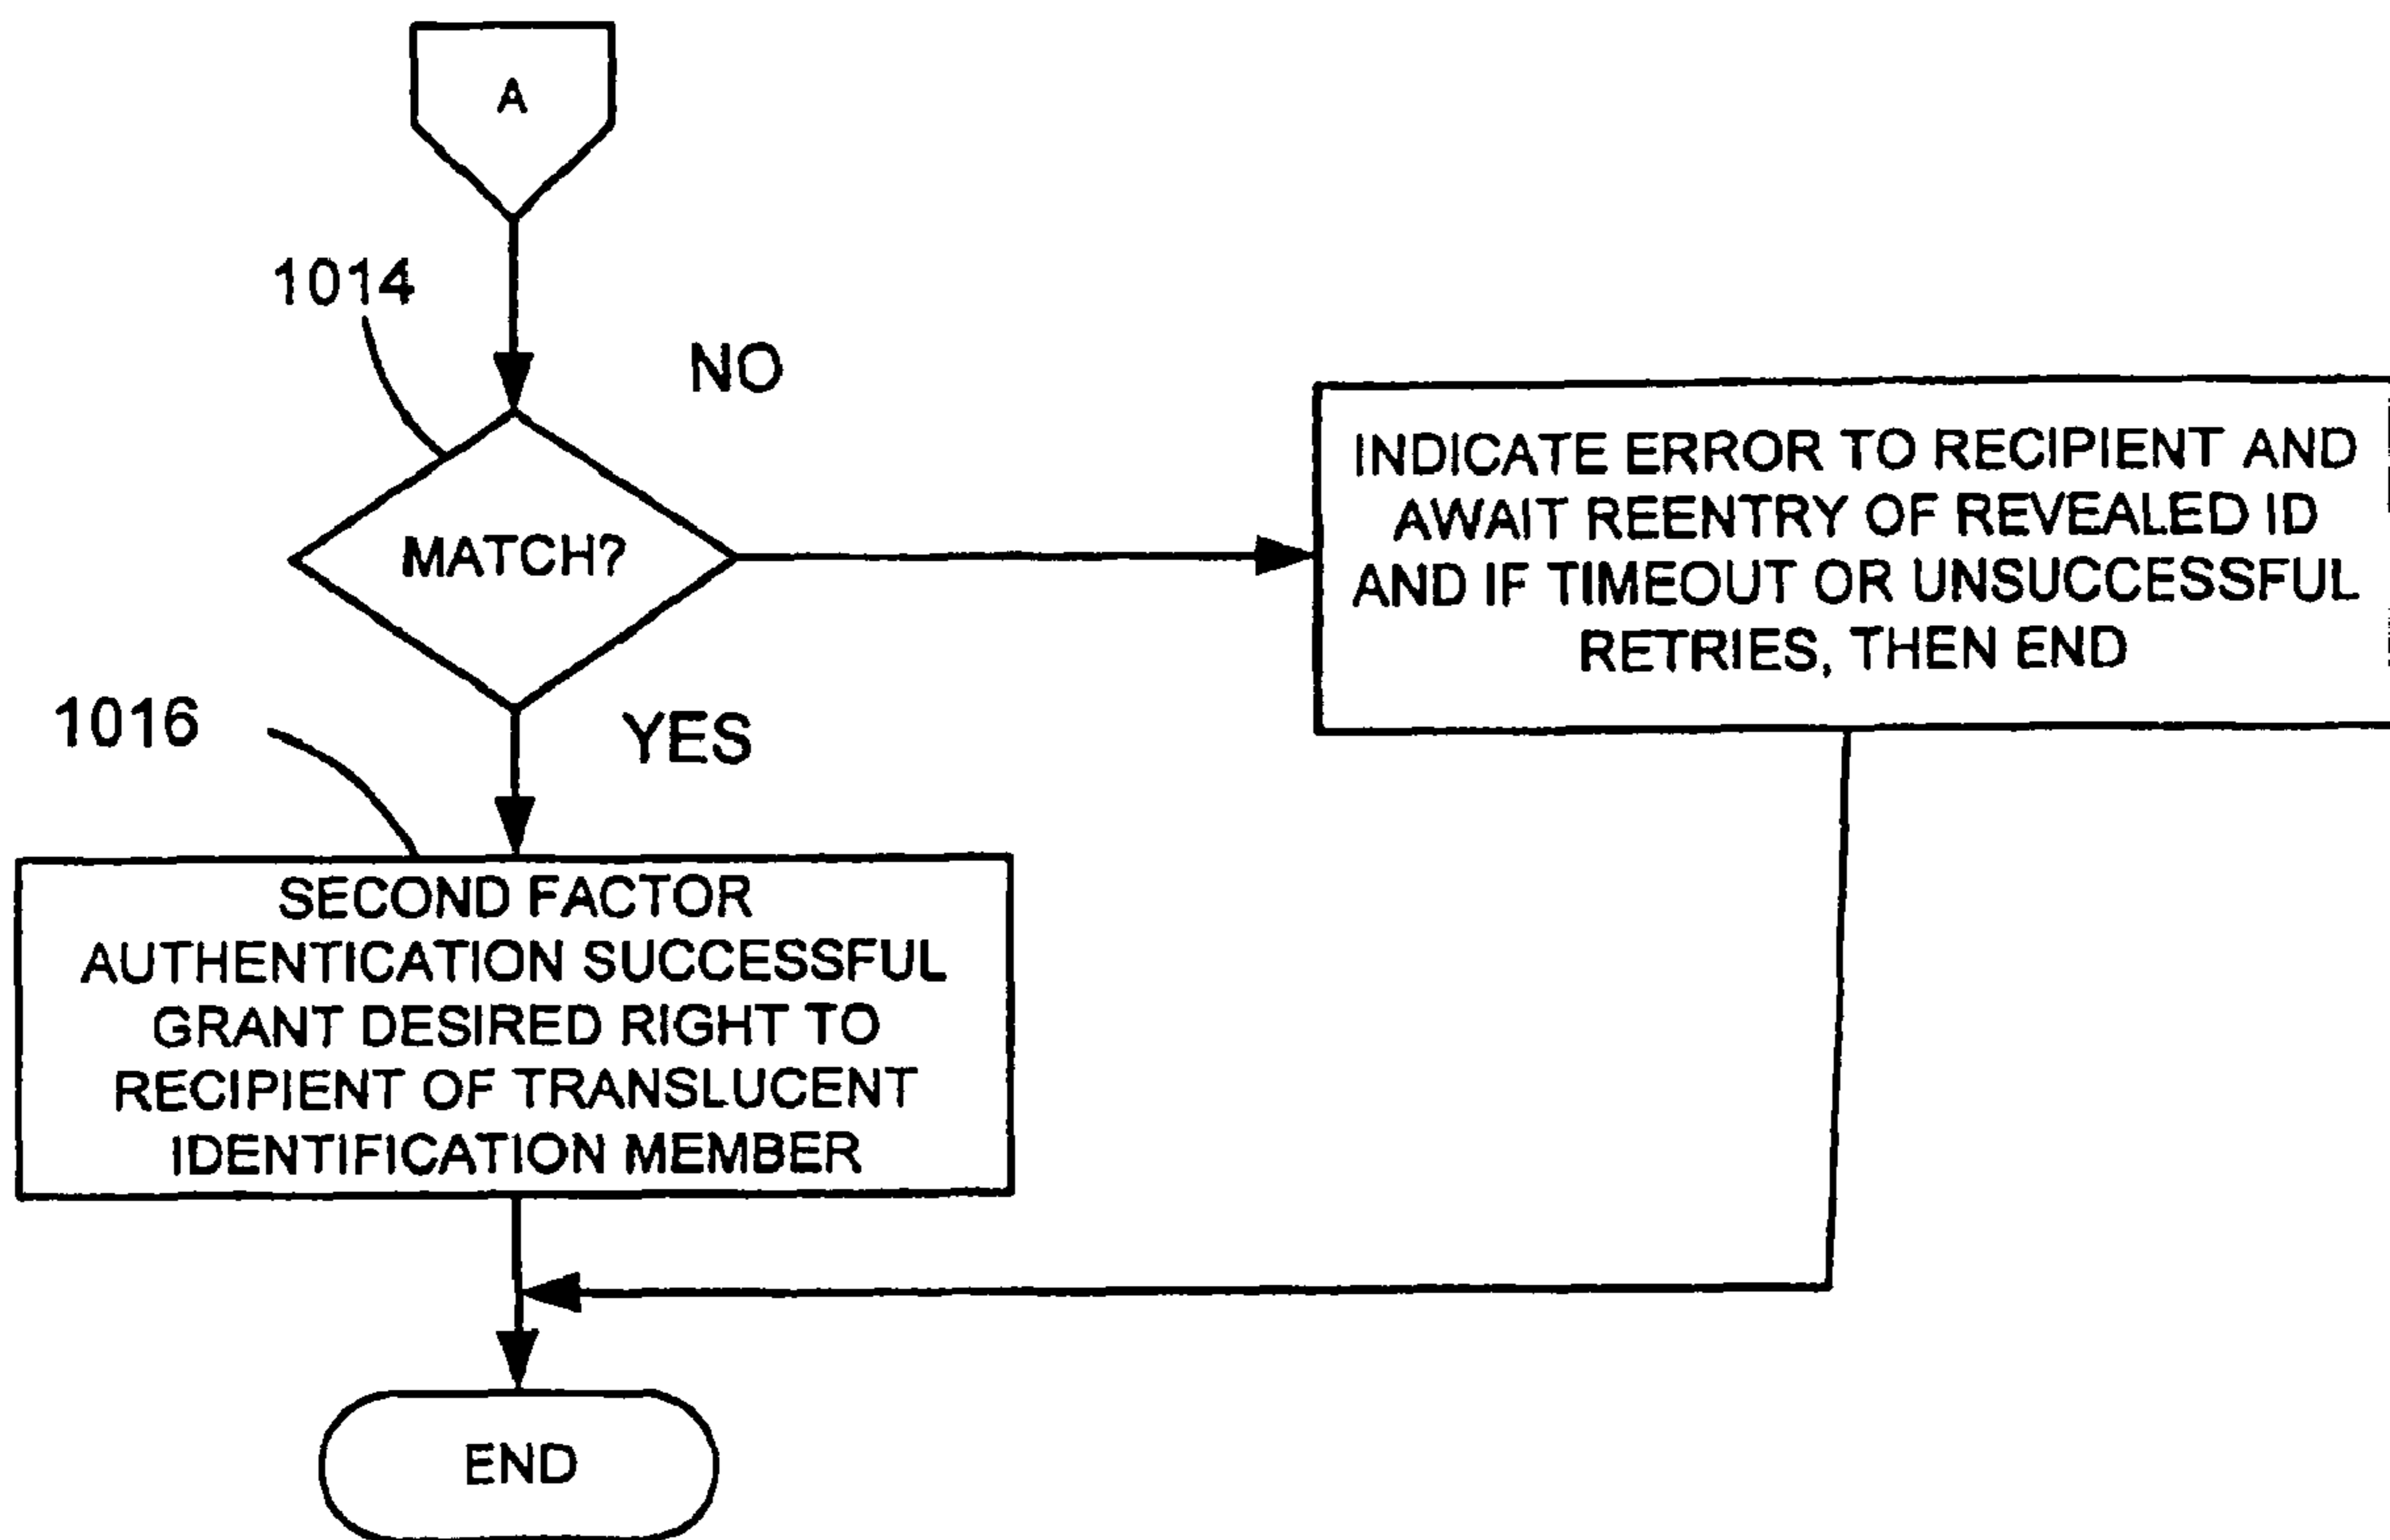 A
1014
NO
MATCH?
INDICATE ERROR TO RECIPIENT AND
AWAIT REENTRY OF REVEALED ID
AND IF TIMEOUT OR UNSUCCESSFUL
RETRIES, THEN END
1016
YES
SECOND FACTOR
AUTHENTICATION SUCCESSFUL
GRANT DESIRED RIGHT TO
RECIPIENT OF TRANSLUCENT
IDENTIFICATION MEMBER
END